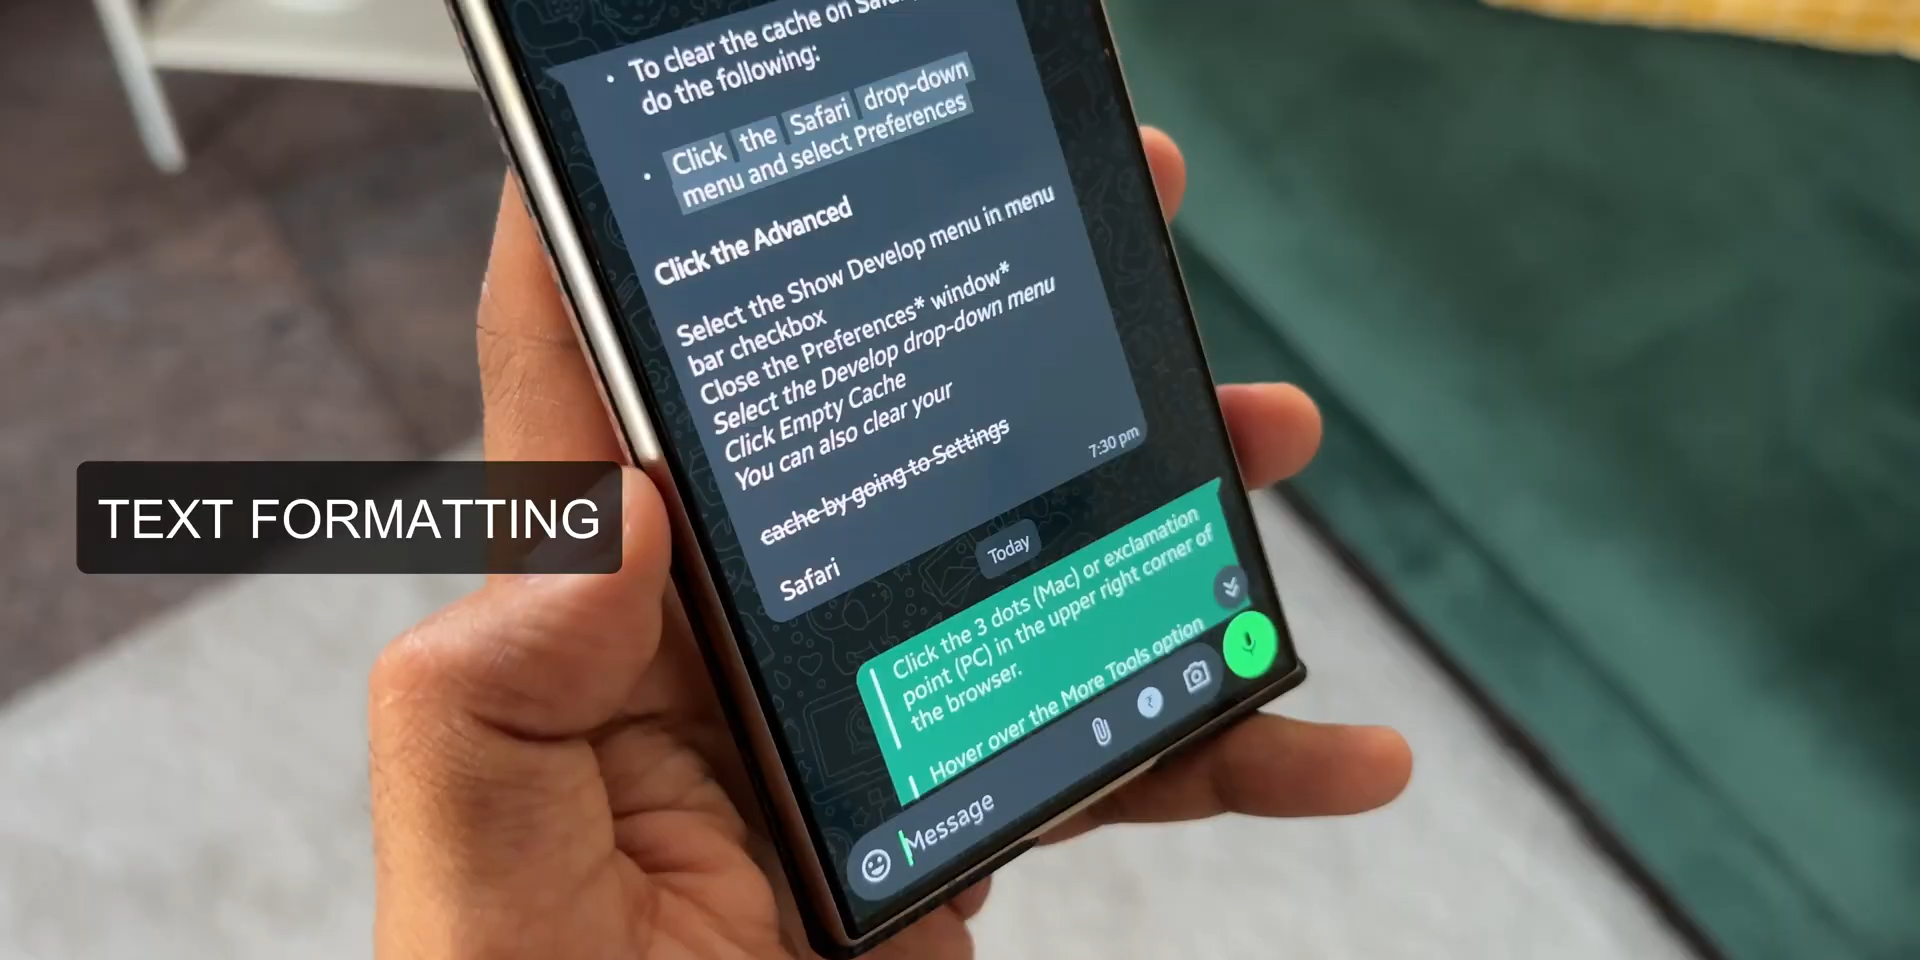 To clear the cache on Safari,
do the following:
Click the Safari drop-down
menu and select Preferences
Click the Advanced
Select the Show Develop menu in menu
bar checkbox
Close the Preferences* window*
Select the Develop drop-down menu
Click Empty Cache
You can also clear your
cache by going to Settings
Safari
7:30 pm
Today
Click the 3 dots (Mac) or exclamation
point (PC) in the upper right corner of
the browser.
Hover over the More Tools option
Message
TEXT FORMATTING